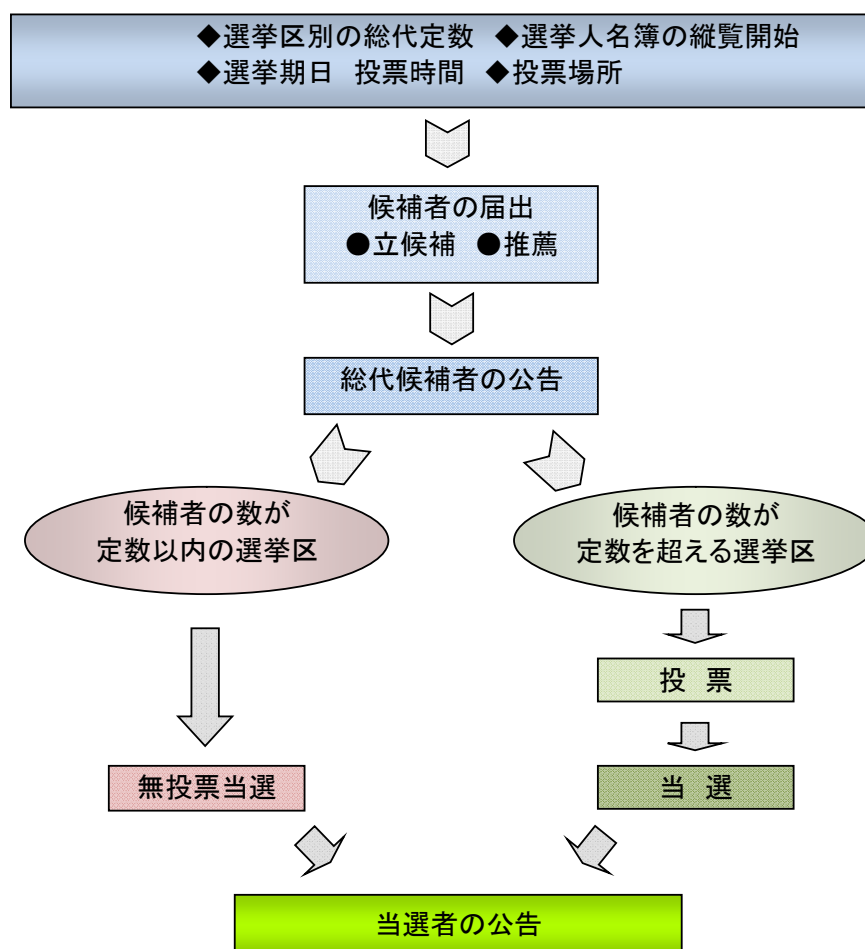 ◆選挙区別の総代定数 ◆選挙人名簿の縦覧開始
◆選挙期日 投票時間 ◆投票場所
候補者の届出
●立候補 ●推薦
総代候補者の公告
候補者の数が
定数以内の選挙区
候補者の数が
定数を超える選挙区
投 票
無投票当選
当 選
当選者の公告